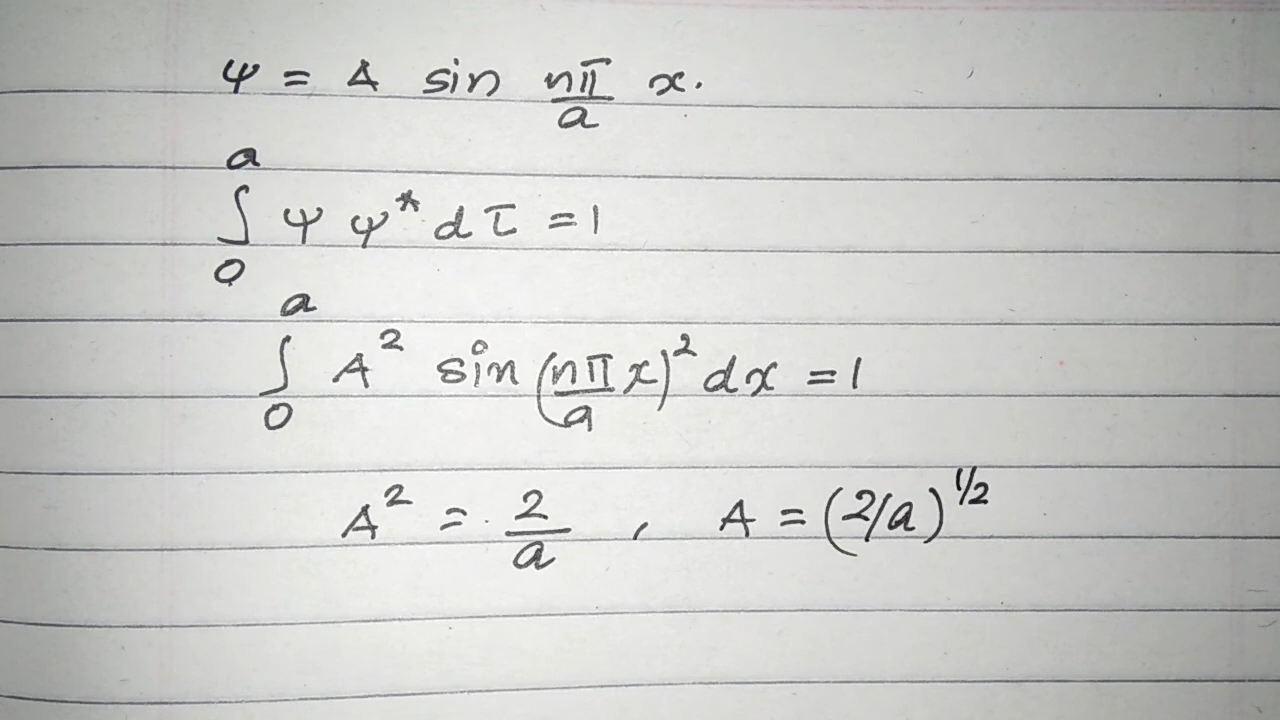 ψ = A sin nπ/a x.
∫₀ᵃ ψ ψ* dτ = 1
∫₀ᵃ A² sin (nπ/a x)² dx = 1
A² = 2/a , A = (2/a)^1/2